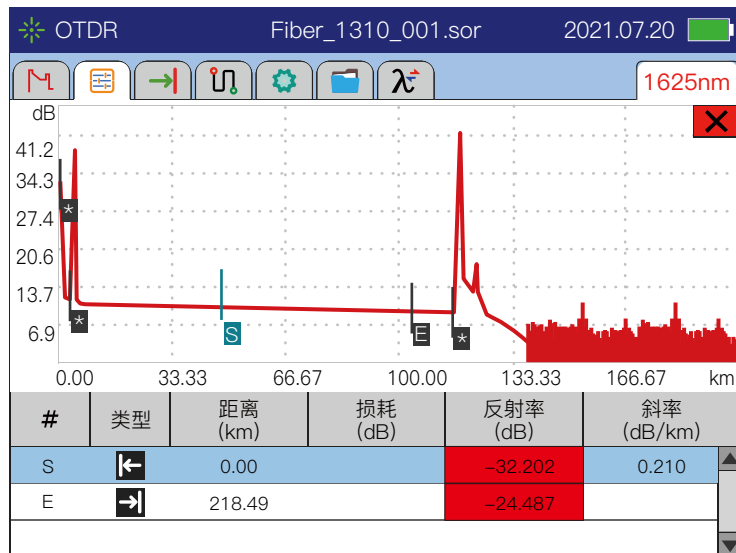 OTDR Fiber_1310_001.sor 2021.07.20
λ 1625nm
dB
41.2
34.3
27.4
20.6
13.7
6.9
* * S E *
0.00 33.33 66.67 100.00 133.33 166.67 km
# 类型 距离 (km) 损耗 (dB) 反射率 (dB) 斜率 (dB/km)
S 0.00 -32.202 0.210
E 218.49 -24.487